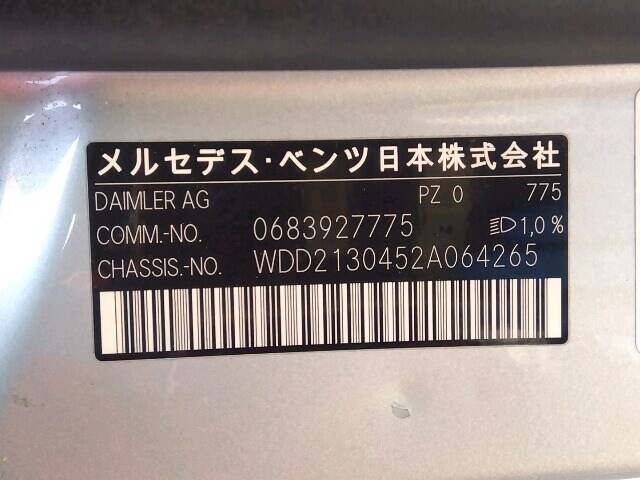 メルセデス・ベンツ日本株式会社
DAIMLER AG PZ 0 775
COMM.-NO. 0683927775 1,0%
CHASSIS.-NO. WDD2130452A064265